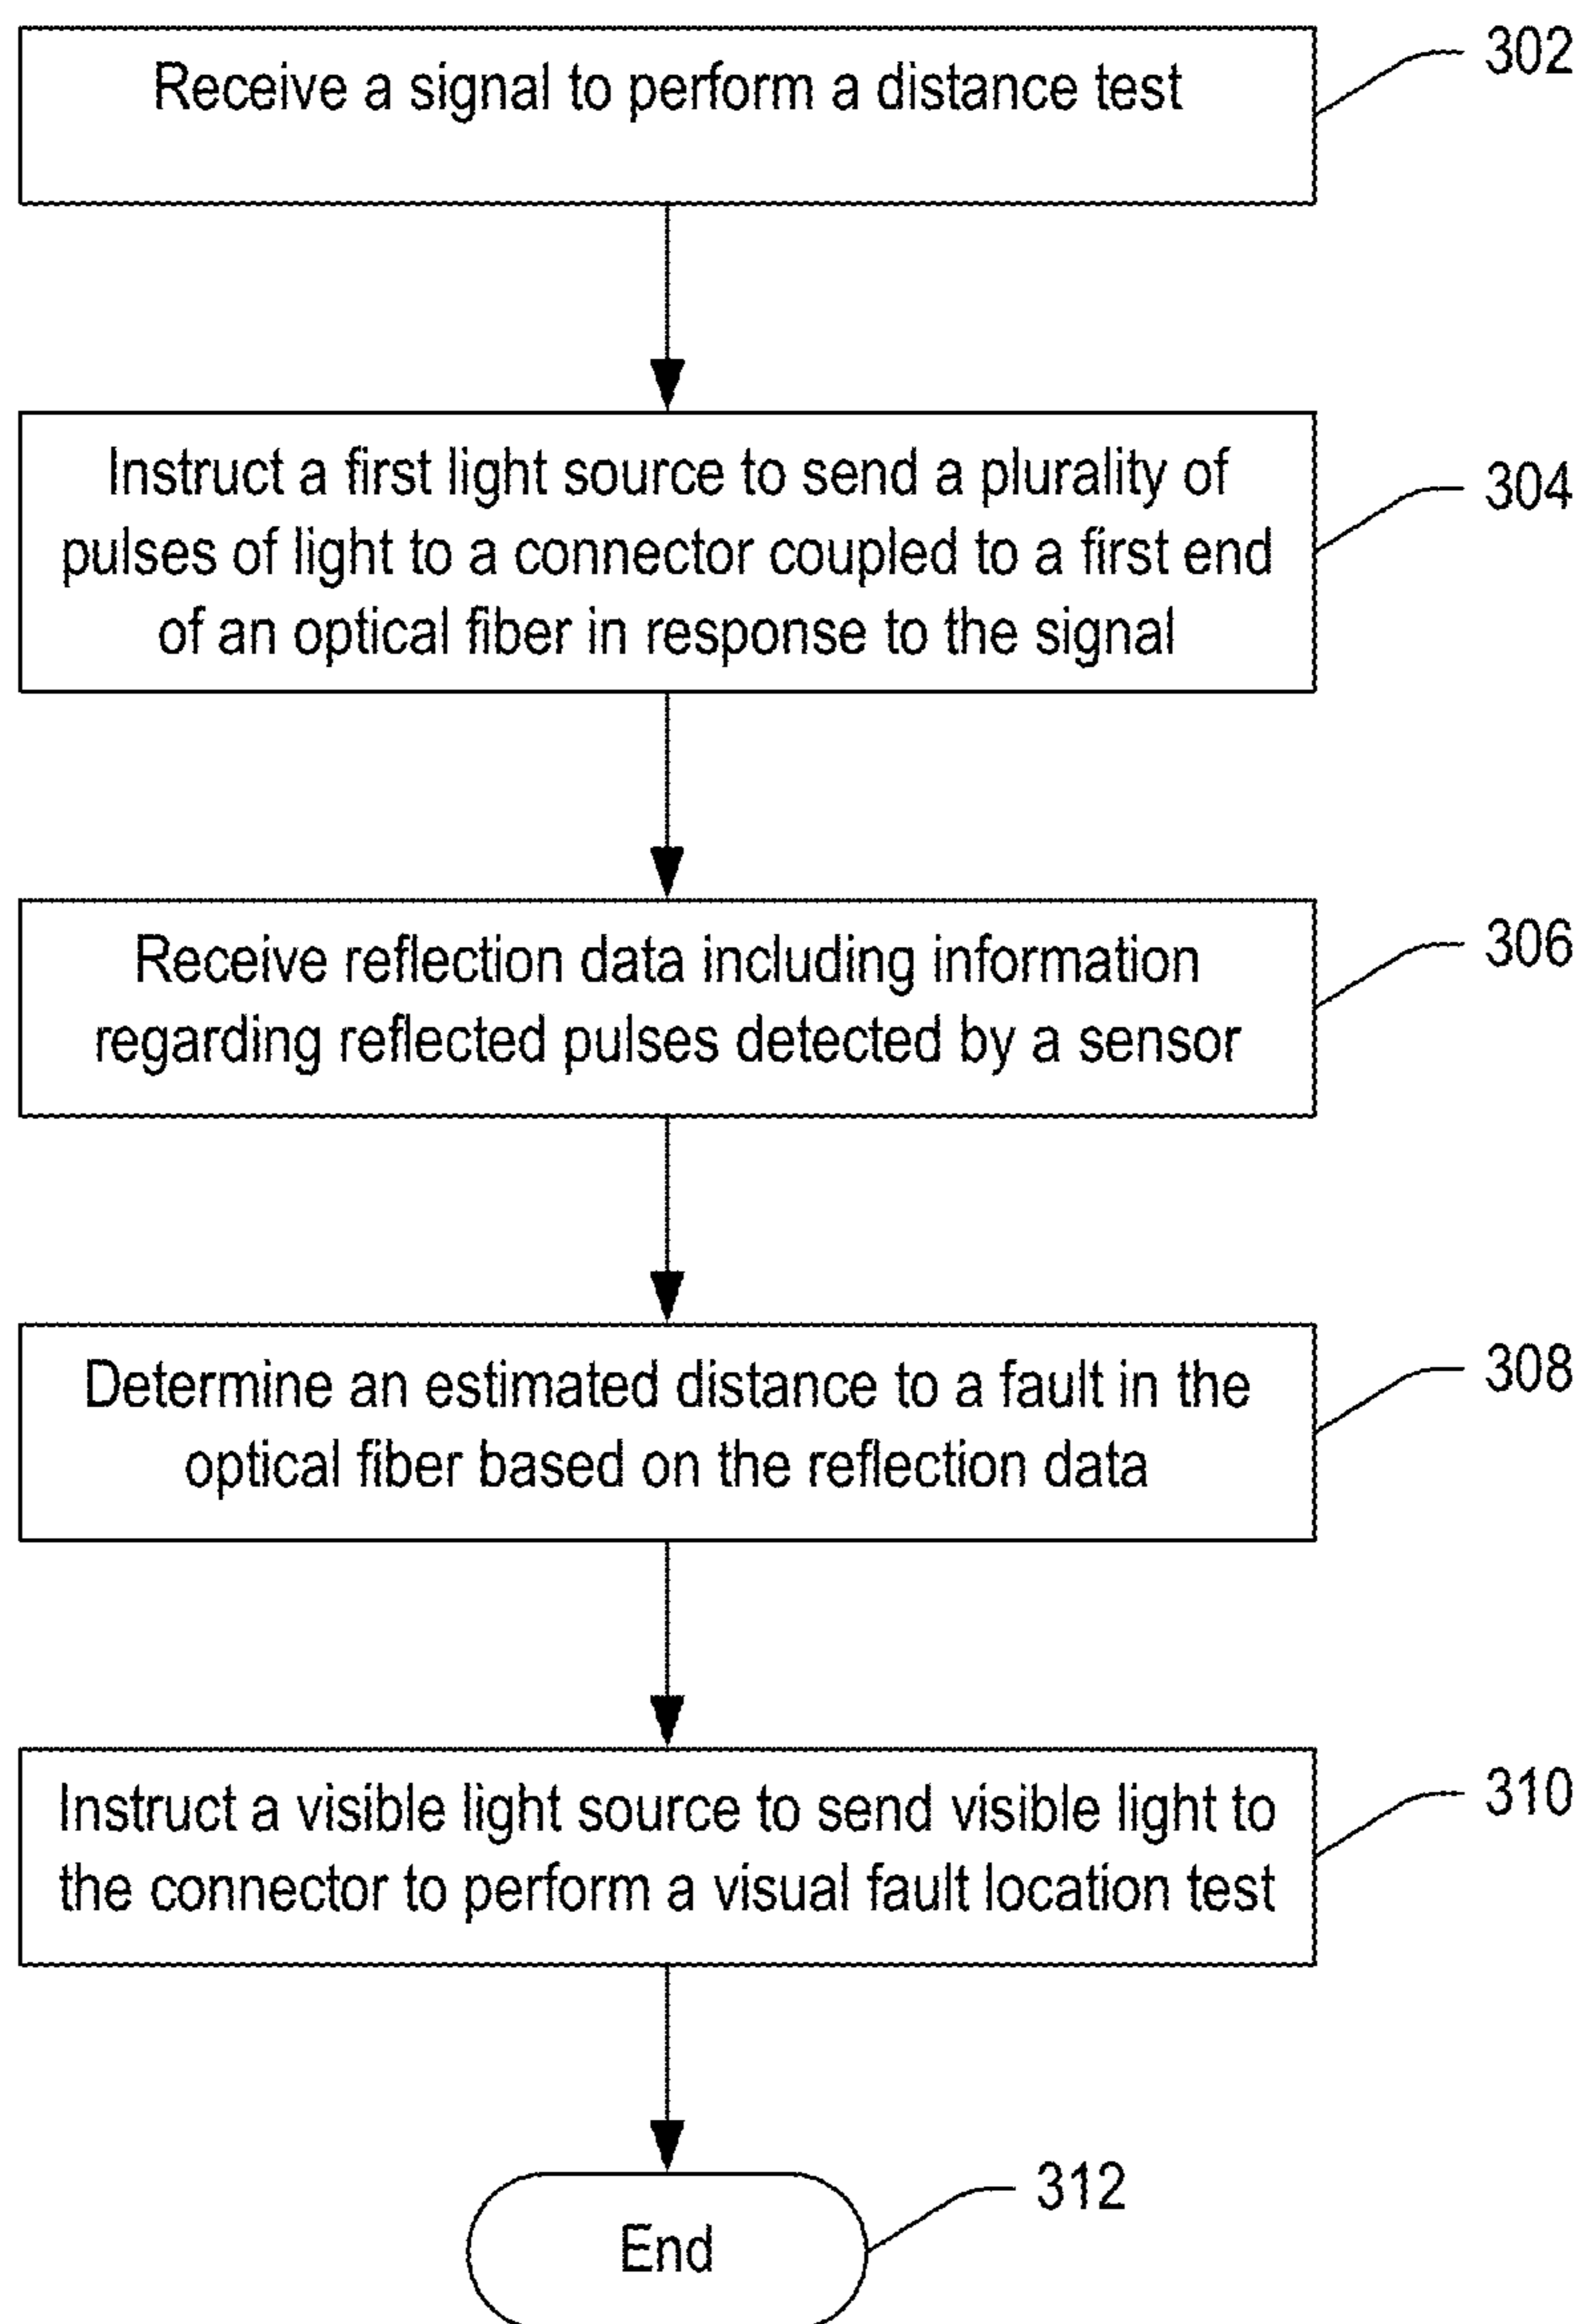 Receive a signal to perform a distance test
302
Instruct a first light source to send a plurality of
pulses of light to a connector coupled to a first end
of an optical fiber in response to the signal
304
Receive reflection data including information
regarding reflected pulses detected by a sensor
306
Determine an estimated distance to a fault in the
optical fiber based on the reflection data
308
Instruct a visible light source to send visible light to
the connector to perform a visual fault location test
310
End
312